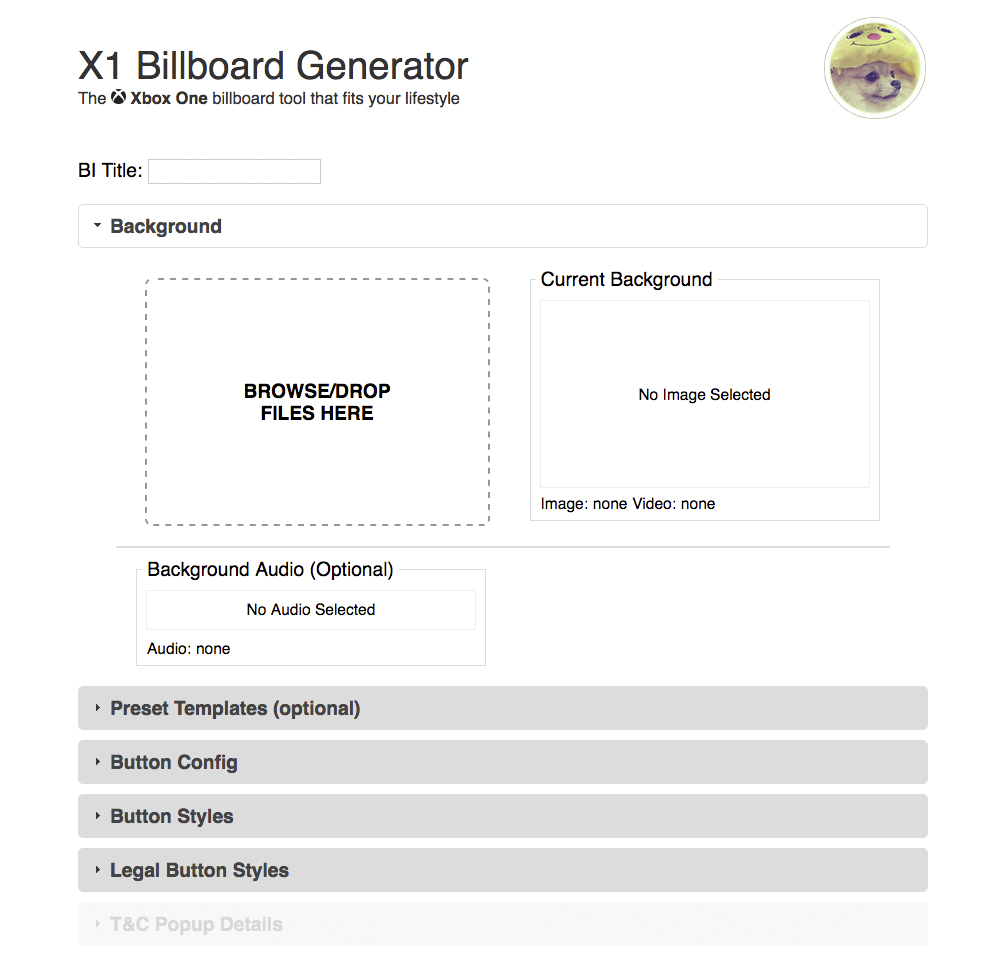 X1 Billboard Generator
The Xbox One billboard tool that fits your lifestyle
BI Title:
Background
BROWSE/DROP
FILES HERE
Current Background
No Image Selected
Image: none Video: none
Background Audio (Optional)
No Audio Selected
Audio: none
Preset Templates (optional)
Button Config
Button Styles
Legal Button Styles
T&C Popup Details